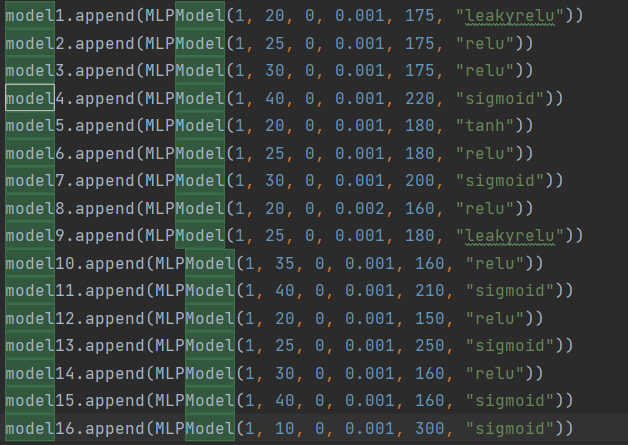 model1.append(MLPModel(1, 20, 0, 0.001, 175, "leakyrelu"))
model2.append(MLPModel(1, 25, 0, 0.001, 175, "relu"))
model3.append(MLPModel(1, 30, 0, 0.001, 175, "relu"))
model4.append(MLPModel(1, 40, 0, 0.001, 220, "sigmoid"))
model5.append(MLPModel(1, 20, 0, 0.001, 180, "tanh"))
model6.append(MLPModel(1, 25, 0, 0.001, 180, "relu"))
model7.append(MLPModel(1, 30, 0, 0.001, 200, "sigmoid"))
model8.append(MLPModel(1, 20, 0, 0.002, 160, "relu"))
model9.append(MLPModel(1, 25, 0, 0.001, 180, "leakyrelu"))
model10.append(MLPModel(1, 35, 0, 0.001, 160, "relu"))
model11.append(MLPModel(1, 40, 0, 0.001, 210, "sigmoid"))
model12.append(MLPModel(1, 20, 0, 0.001, 150, "relu"))
model13.append(MLPModel(1, 25, 0, 0.001, 250, "sigmoid"))
model14.append(MLPModel(1, 30, 0, 0.001, 160, "relu"))
model15.append(MLPModel(1, 40, 0, 0.001, 160, "sigmoid"))
model16.append(MLPModel(1, 10, 0, 0.001, 300, "sigmoid"))